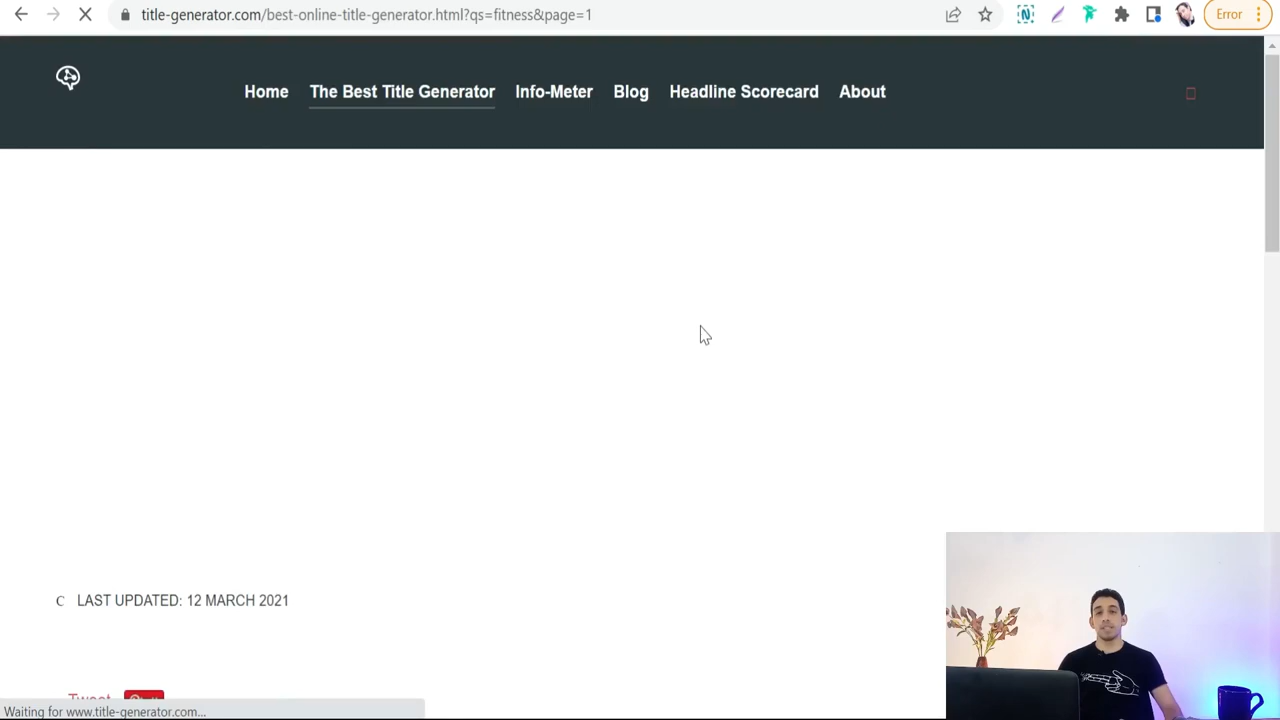 title-generator.com/best-online-title-generator.html?qs=fitness&page=1
Error
Home
The Best Title Generator
Info-Meter
Blog
Headline Scorecard
About
C LAST UPDATED: 12 MARCH 2021
Tweet
Waiting for www.title-generator.com...